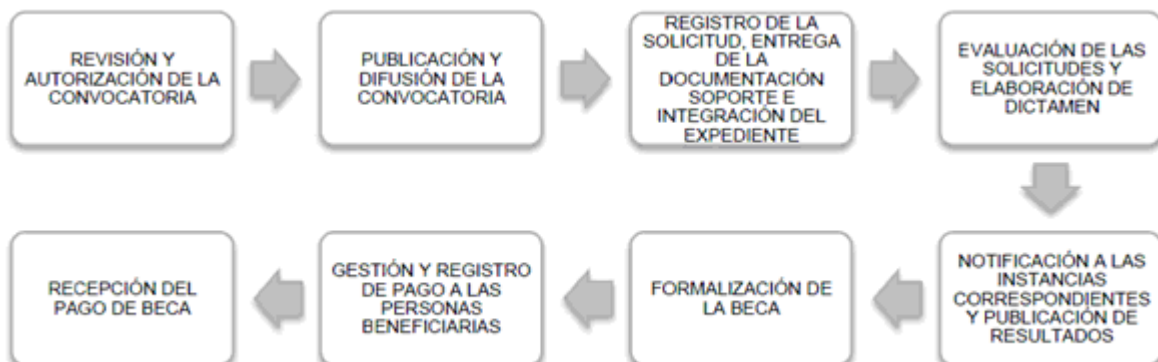 REVISIÓN Y
AUTORIZACIÓN DE LA
CONVOCATORIA
PUBLICACIÓN Y
DIFUSIÓN DE LA
CONVOCATORIA
REGISTRO DE LA
SOLICITUD, ENTREGA
DE LA
DOCUMENTACIÓN
SOPORTE E
INTEGRACIÓN DEL
EXPEDIENTE
EVALUACIÓN DE LAS
SOLICITUDES Y
ELABORACIÓN DE
DICTAMEN
NOTIFICACIÓN A LAS
INSTANCIAS
CORRESPONDIENTES
Y PUBLICACIÓN DE
RESULTADOS
FORMALIZACIÓN DE
LA BECA
GESTIÓN Y REGISTRO
DE PAGO A LAS
PERSONAS
BENEFICIARIAS
RECEPCIÓN DEL
PAGO DE BECA